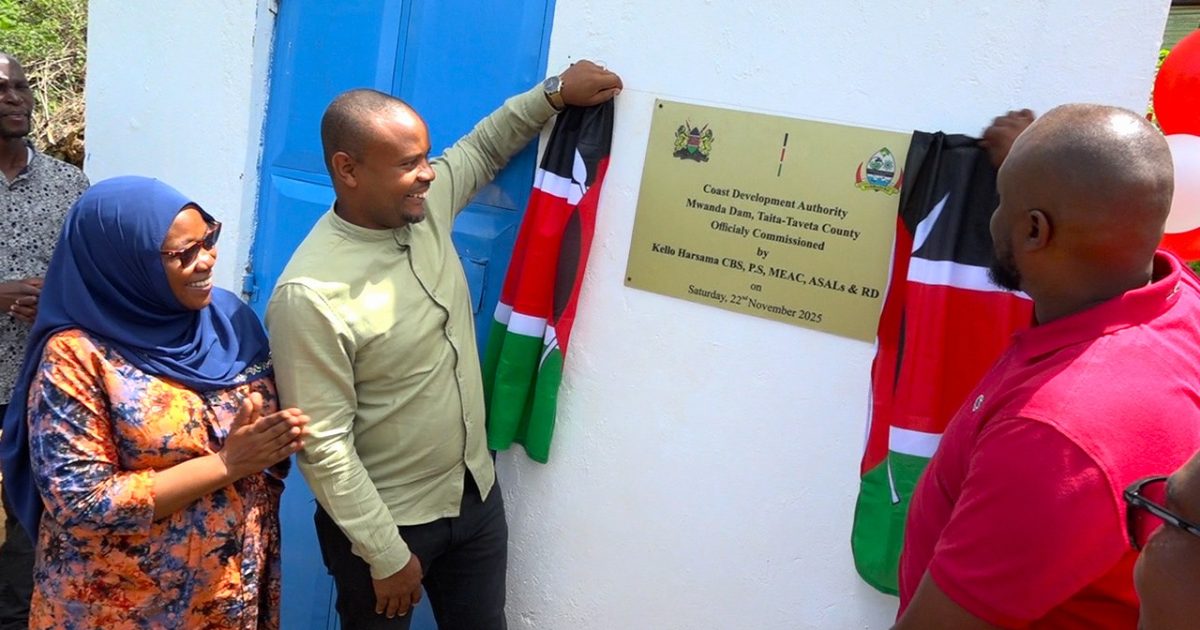 Coast Development Authority
Mwanda Dam, Taita-Taveta County
Officialy Commissioned
by
Kello Harsama CBS, P.S, MEAC, ASALs & RD
on
Saturday, 22nd November 2025